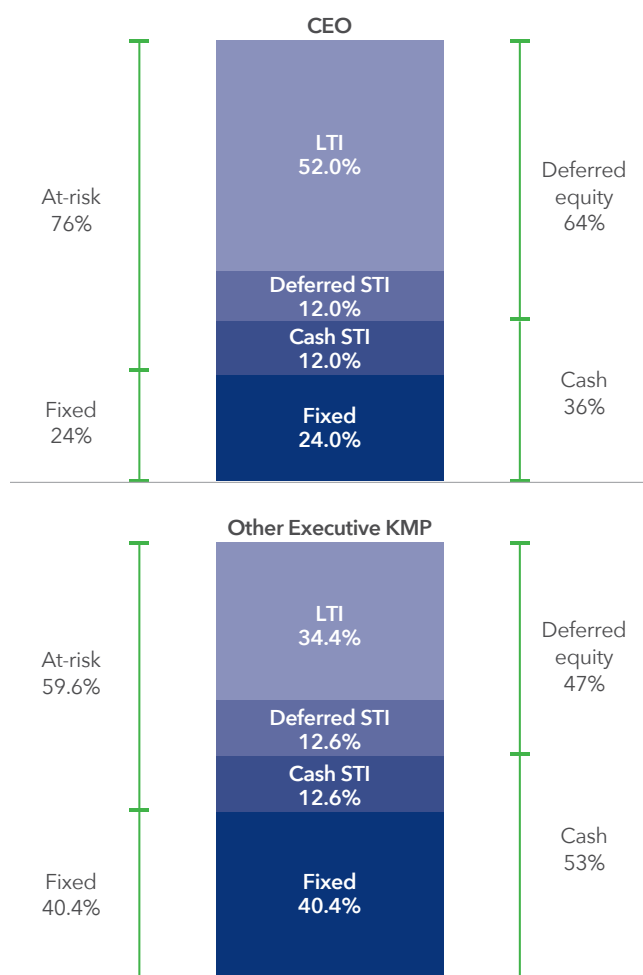 CEO
LTI
52.0%
At-risk
76%
Deferred
equity
64%
Deferred STI
12.0%
Cash STI
12.0%
Fixed
24%
Fixed
24.0%
Cash
36%
Other Executive KMP
LTI
34.4%
At-risk
59.6%
Deferred
equity
47%
Deferred STI
12.6%
Cash STI
12.6%
Fixed
40.4%
Fixed
40.4%
Cash
53%